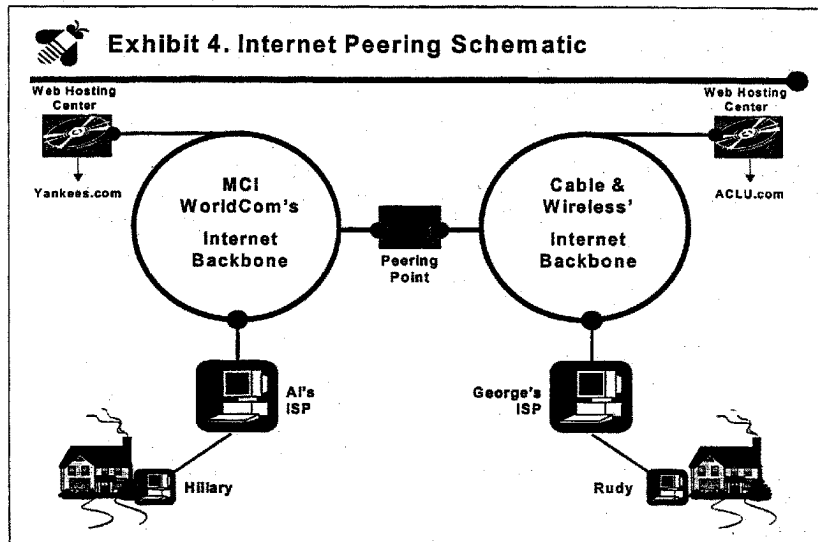 Exhibit 4. Internet Peering Schematic
Web Hosting
Center
Yankees.com
MCI
WorldCom's
Internet
Backbone
Peering
Point
Cable &
Wireless'
Internet
Backbone
Web Hosting
Center
ACLU.com
Al's
ISP
George's
ISP
Hillary
Rudy